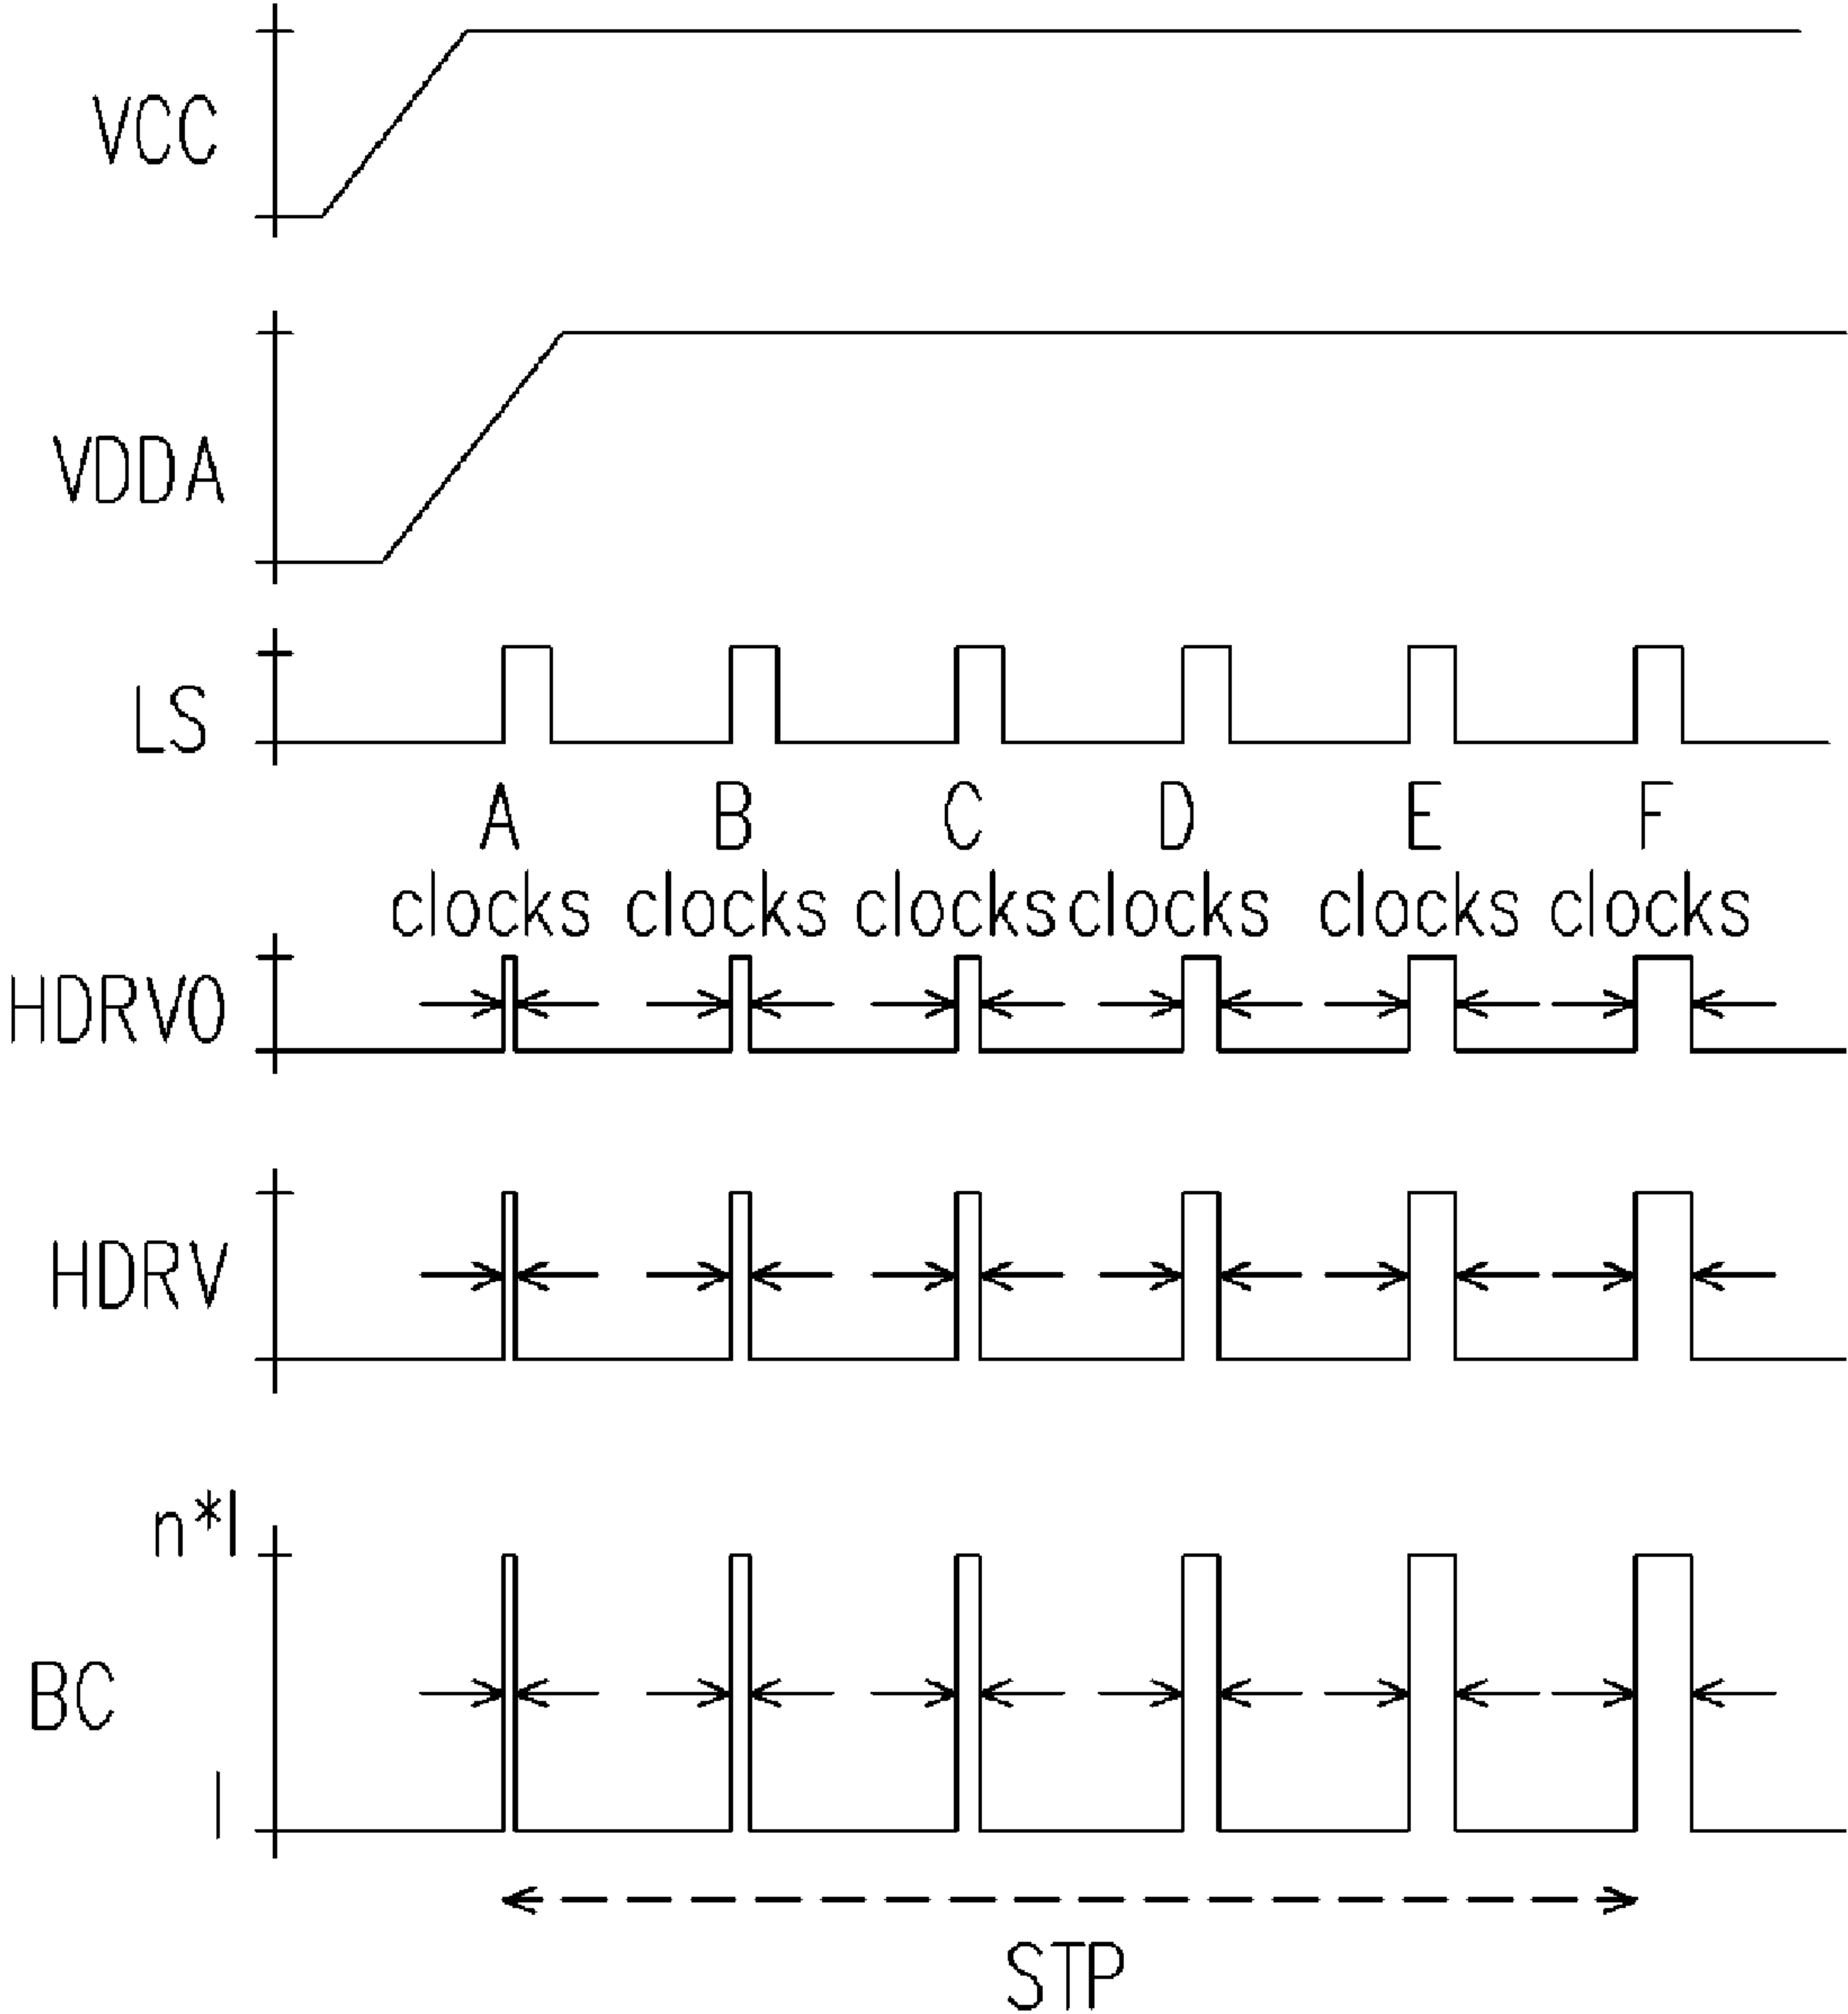 VCC
VDDA
LS
A B C D E F
clocks clocks clocks clocks clocks clocks
HDRV0
HDRV
n*I
BC
I
STP